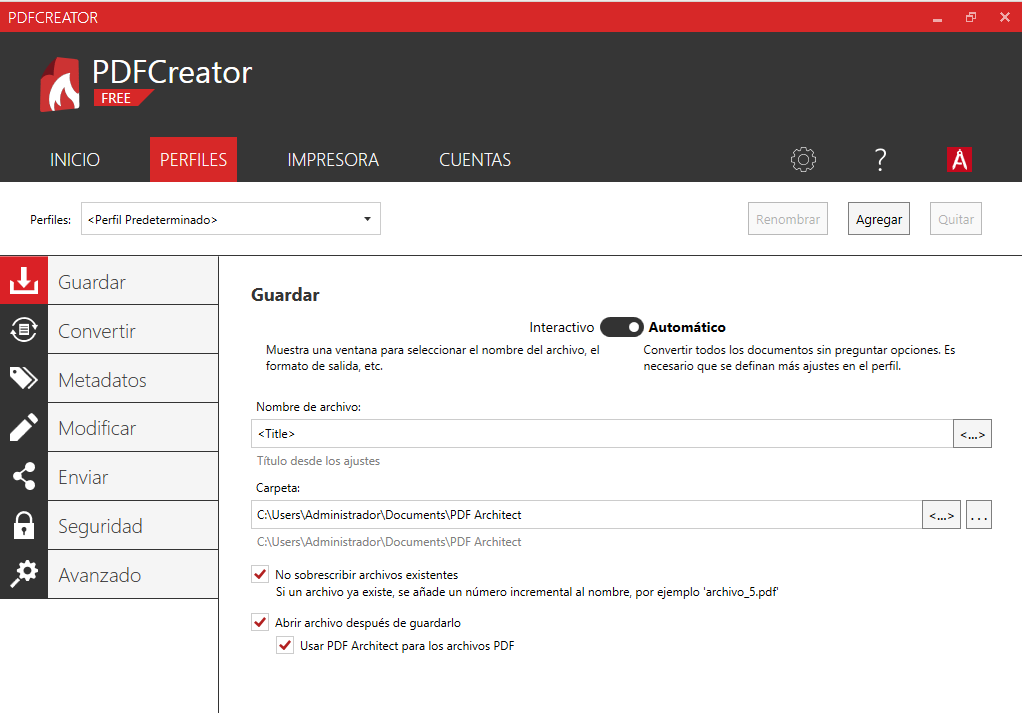 PDFCREATOR
PDFCreator
FREE
INICIO PERFILES IMPRESORA CUENTAS ?
Perfiles: <Perfil Predeterminado> Renombrar Agregar Quitar
Guardar
Convertir
Metadatos
Modificar
Enviar
Seguridad
Avanzado
Guardar
Interactivo Automático
Muestra una ventana para seleccionar el nombre del archivo, el
formato de salida, etc.
Convertir todos los documentos sin preguntar opciones. Es
necesario que se definan más ajustes en el perfil.
Nombre de archivo:
<Title> <...>
Título desde los ajustes
Carpeta:
C:\Users\Administrador\Documents\PDF Architect <...> ...
C:\Users\Administrador\Documents\PDF Architect
No sobrescribir archivos existentes
Si un archivo ya existe, se añade un número incremental al nombre, por ejemplo 'archivo_5.pdf'
Abrir archivo después de guardarlo
Usar PDF Architect para los archivos PDF